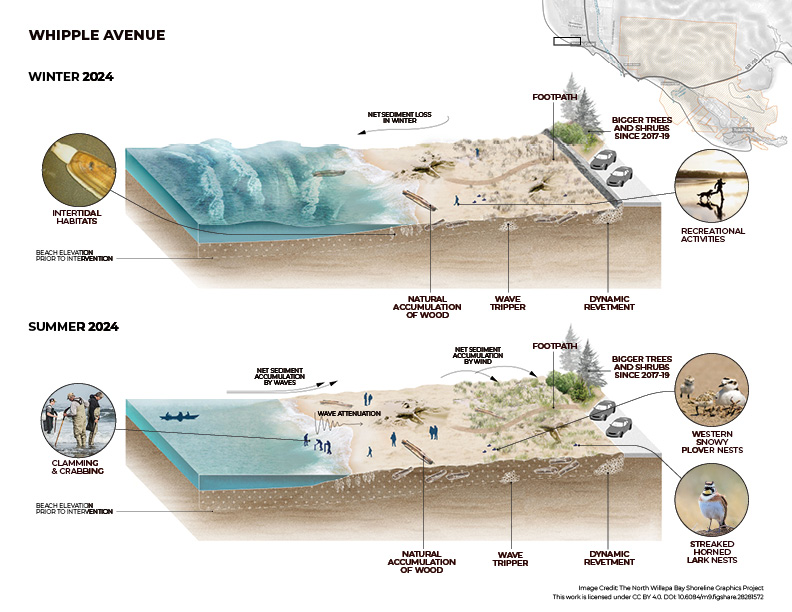 WHIPPLE AVENUE
WINTER 2024
SR-105
FOOTPATH
NET SEDIMENT LOSS
IN WINTER
BIGGER TREES
AND SHRUBS
SINCE 2017-19
INTERTIDAL
HABITATS
RECREATIONAL
ACTIVITIES
BEACH ELEVATION
PRIOR TO INTERVENTION
NATURAL
ACCUMULATION
OF WOOD
WAVE
TRIPPER
DYNAMIC
REVETMENT
SUMMER 2024
FOOTPATH
NET SEDIMENT
ACCUMULATION
BY WIND
BIGGER TREES
AND SHRUBS
SINCE 2017-19
NET SEDIMENT
ACCUMULATION
BY WAVES
WAVE ATTENUATION
WESTERN
SNOWY
PLOVER NESTS
CLAMMING
& CRABBING
BEACH ELEVATION
PRIOR TO INTERVENTION
STREAKED
HORNED
LARK NESTS
NATURAL
ACCUMULATION
OF WOOD
WAVE
TRIPPER
DYNAMIC
REVETMENT
Image Credit: The North Willapa Bay Shoreline Graphics Project
This work is licensed under CC BY 4.0. DOI: 10.6084/m9.figshare.28281572